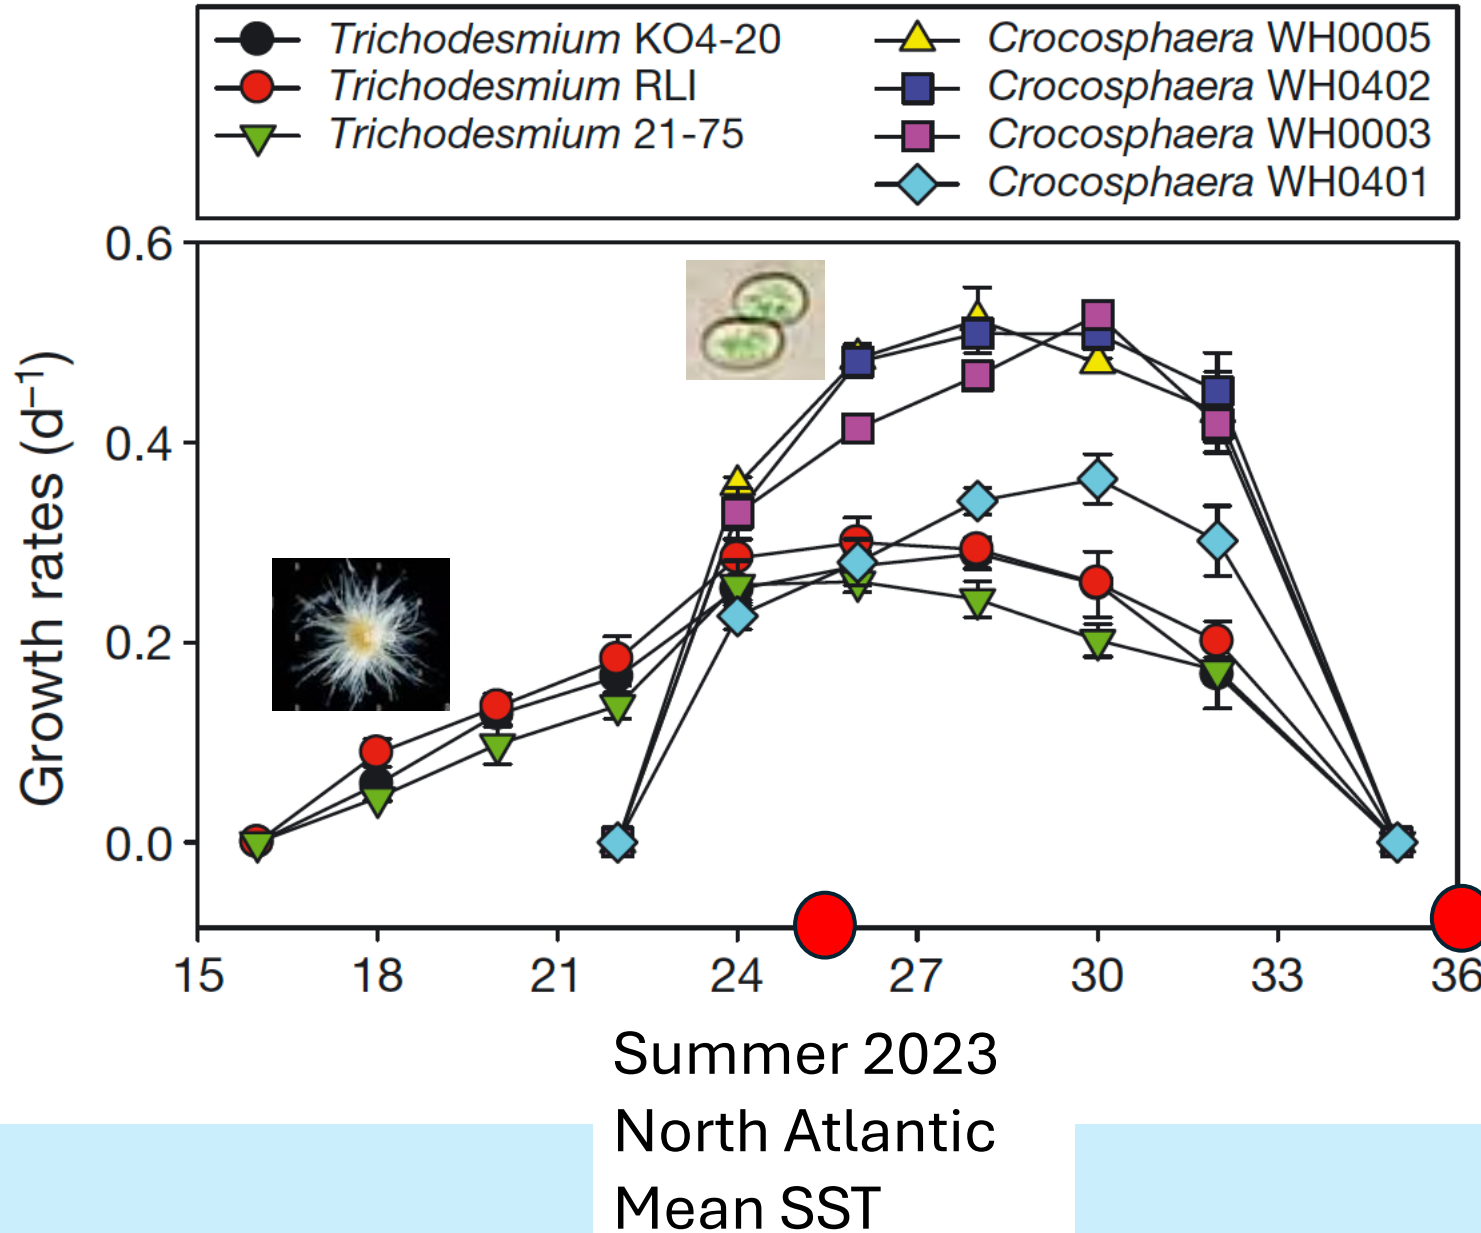 Trichodesmium KO4-20
Trichodesmium RLI
Trichodesmium 21-75
Crocosphaera WH0005
Crocosphaera WH0402
Crocosphaera WH0003
Crocosphaera WH0401
Growth rates (d⁻¹)
0.6
0.4
0.2
0.0
15 18 21 24 27 30 33 36
Summer 2023
North Atlantic
Mean SST